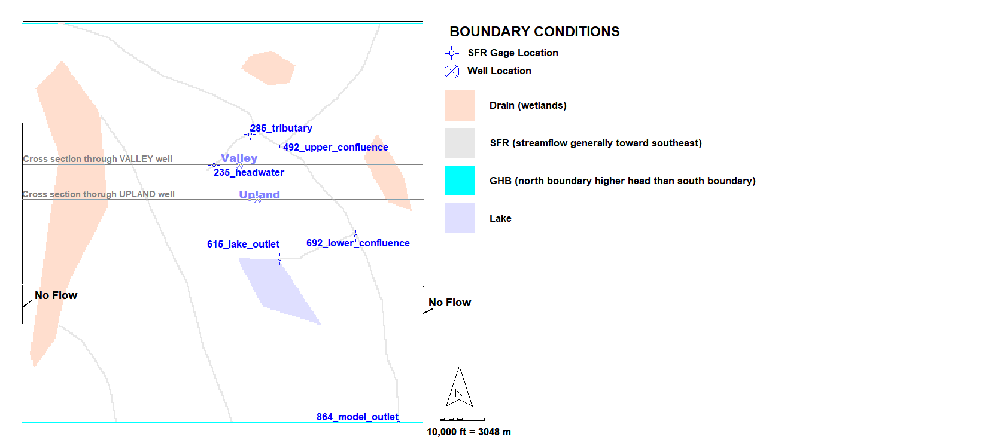 BOUNDARY CONDITIONS
SFR Gage Location
Well Location
Drain (wetlands)
SFR (streamflow generally toward southeast)
GHB (north boundary higher head than south boundary)
Lake
285_tributary
492_upper_confluence
Valley
Cross section through VALLEY well
235_headwater
Upland
Cross section thorugh UPLAND well
615_lake_outlet
692_lower_confluence
No Flow
No Flow
N
864_model_outlet
10,000 ft = 3048 m